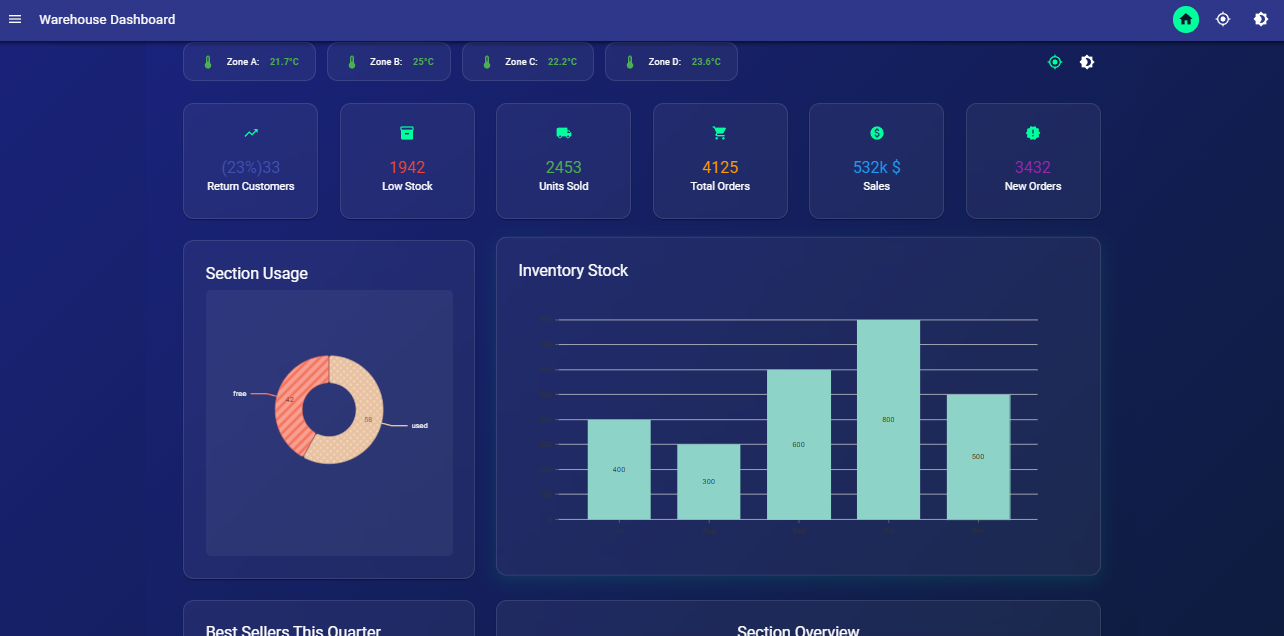 Warehouse Dashboard
Zone A: 21.7°C
Zone B: 25°C
Zone C: 22.2°C
Zone D: 23.6°C
(23%)33
Return Customers
1942
Low Stock
2453
Units Sold
4125
Total Orders
532k $
Sales
3432
New Orders
Section Usage
free
42
58
used
Inventory Stock
400
300
600
800
500
Best Sellers This Quarter
Section Overview